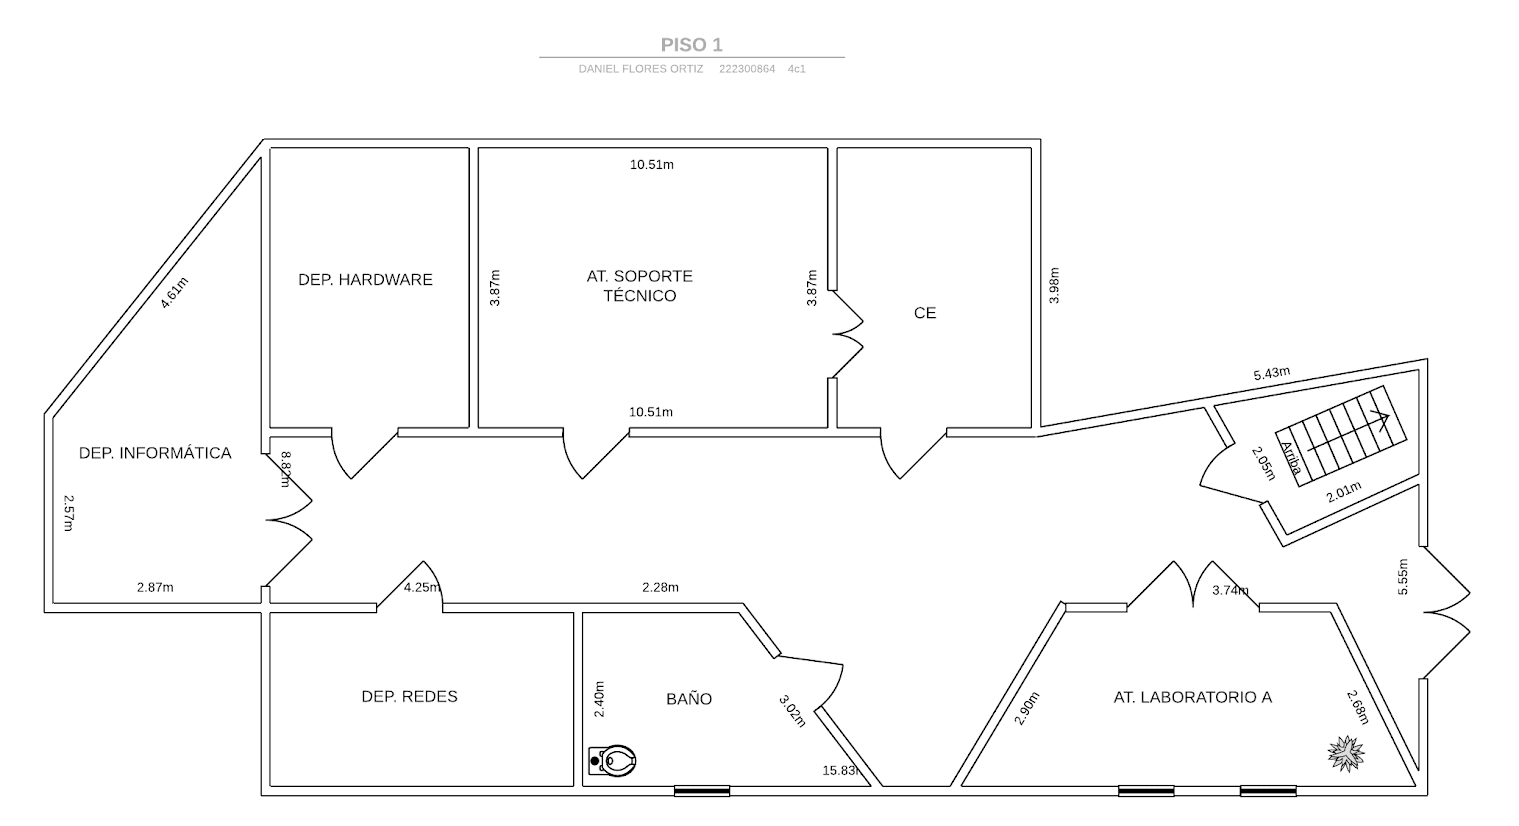 PISO 1
DANIEL FLORES ORTIZ 222300864 4c1
10.51m
4.61m
DEP. HARDWARE
3.87m
AT. SOPORTE
TÉCNICO
3.87m
CE
3.98m
5.43m
10.51m
DEP. INFORMÁTICA
8.82m
2.05m
Arriba
2.01m
2.57m
2.87m
4.25m
2.28m
3.74m
5.55m
DEP. REDES
2.40m
BAÑO
3.02m
2.90m
AT. LABORATORIO A
2.68m
15.83m